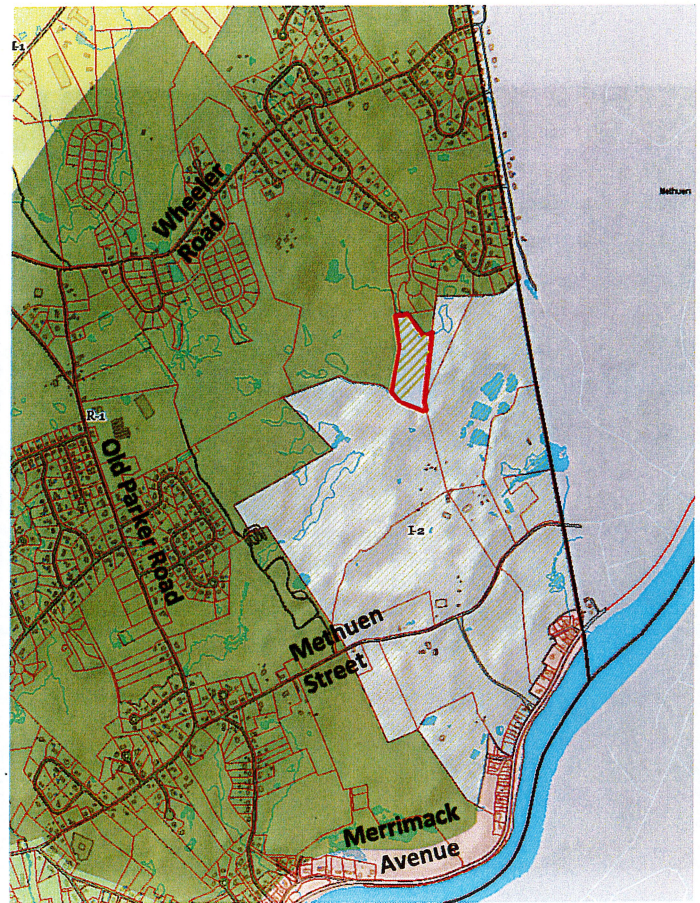 I-1
Methuen
Wheeler
Road
R-1
Old Parker Road
I-2
Methuen
Street
Merrimack
Avenue